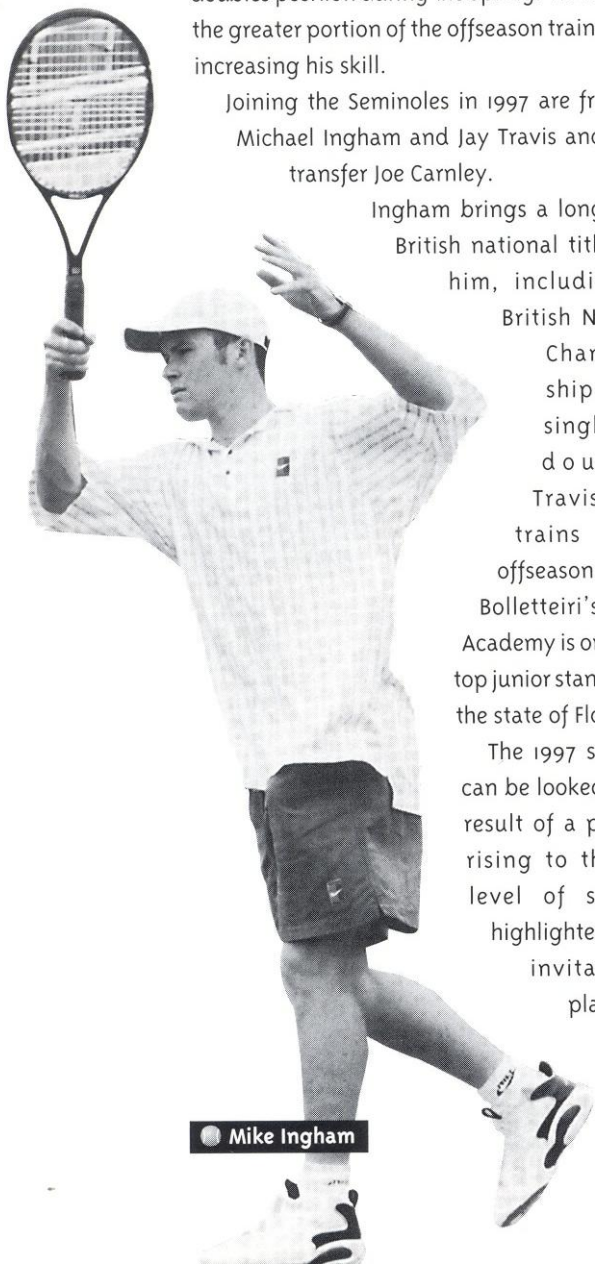 the greater portion of the offseason train
increasing his skill.
Joining the Seminoles in 1997 are fr
Michael Ingham and Jay Travis and
transfer Joe Carnley.
Ingham brings a long
British national titl
him, includi
British N
Char
ship
singl
dou
Travis
trains
offseason
Bolletteiri's
Academy is or
top junior stan
the state of Flo
The 1997 s
can be looked
result of a p
rising to th
level of s
highlighte
invita
pla
Mike Ingham